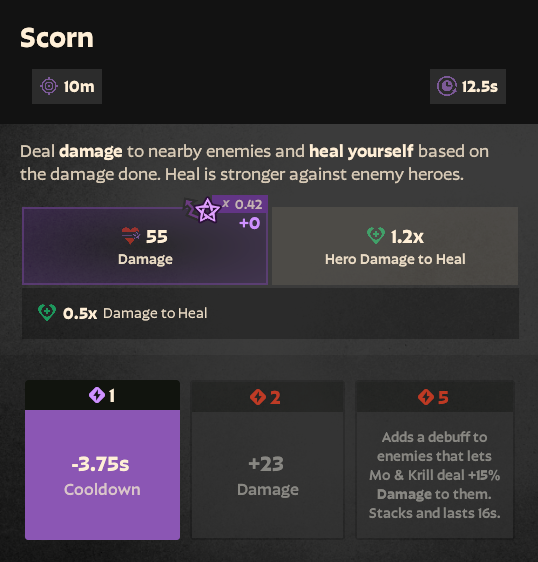 Scorn
10m
12.5s
Deal damage to nearby enemies and heal yourself based on
the damage done. Heal is stronger against enemy heroes.
x 0.42
+0
55
Damage
1.2x
Hero Damage to Heal
0.5x Damage to Heal
1
-3.75s
Cooldown
2
+23
Damage
5
Adds a debuff to
enemies that lets
Mo & Krill deal +15%
Damage to them.
Stacks and lasts 16s.